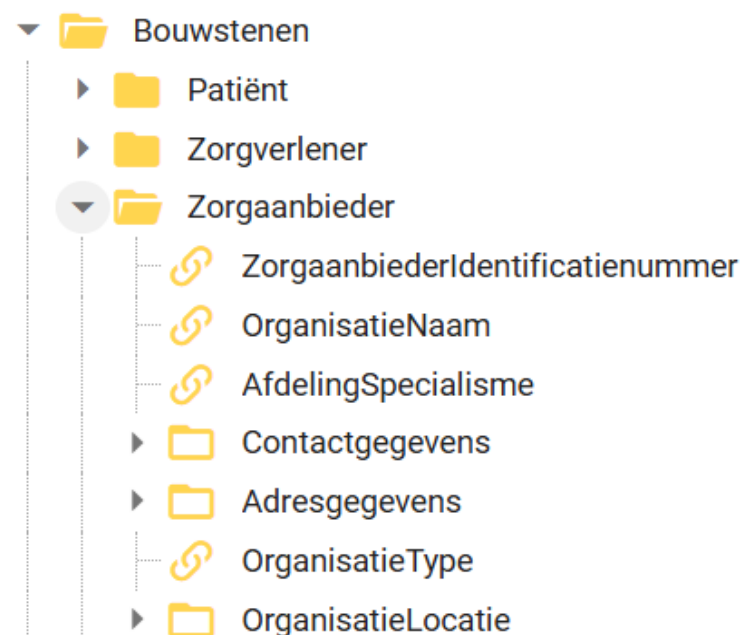 Bouwstenen
Patiënt
Zorgverlener
Zorgaanbieder
ZorgaanbiederIdentificatienummer
OrganisatieNaam
AfdelingSpecialisme
Contactgegevens
Adresgegevens
OrganisatieType
OrganisatieLocatie